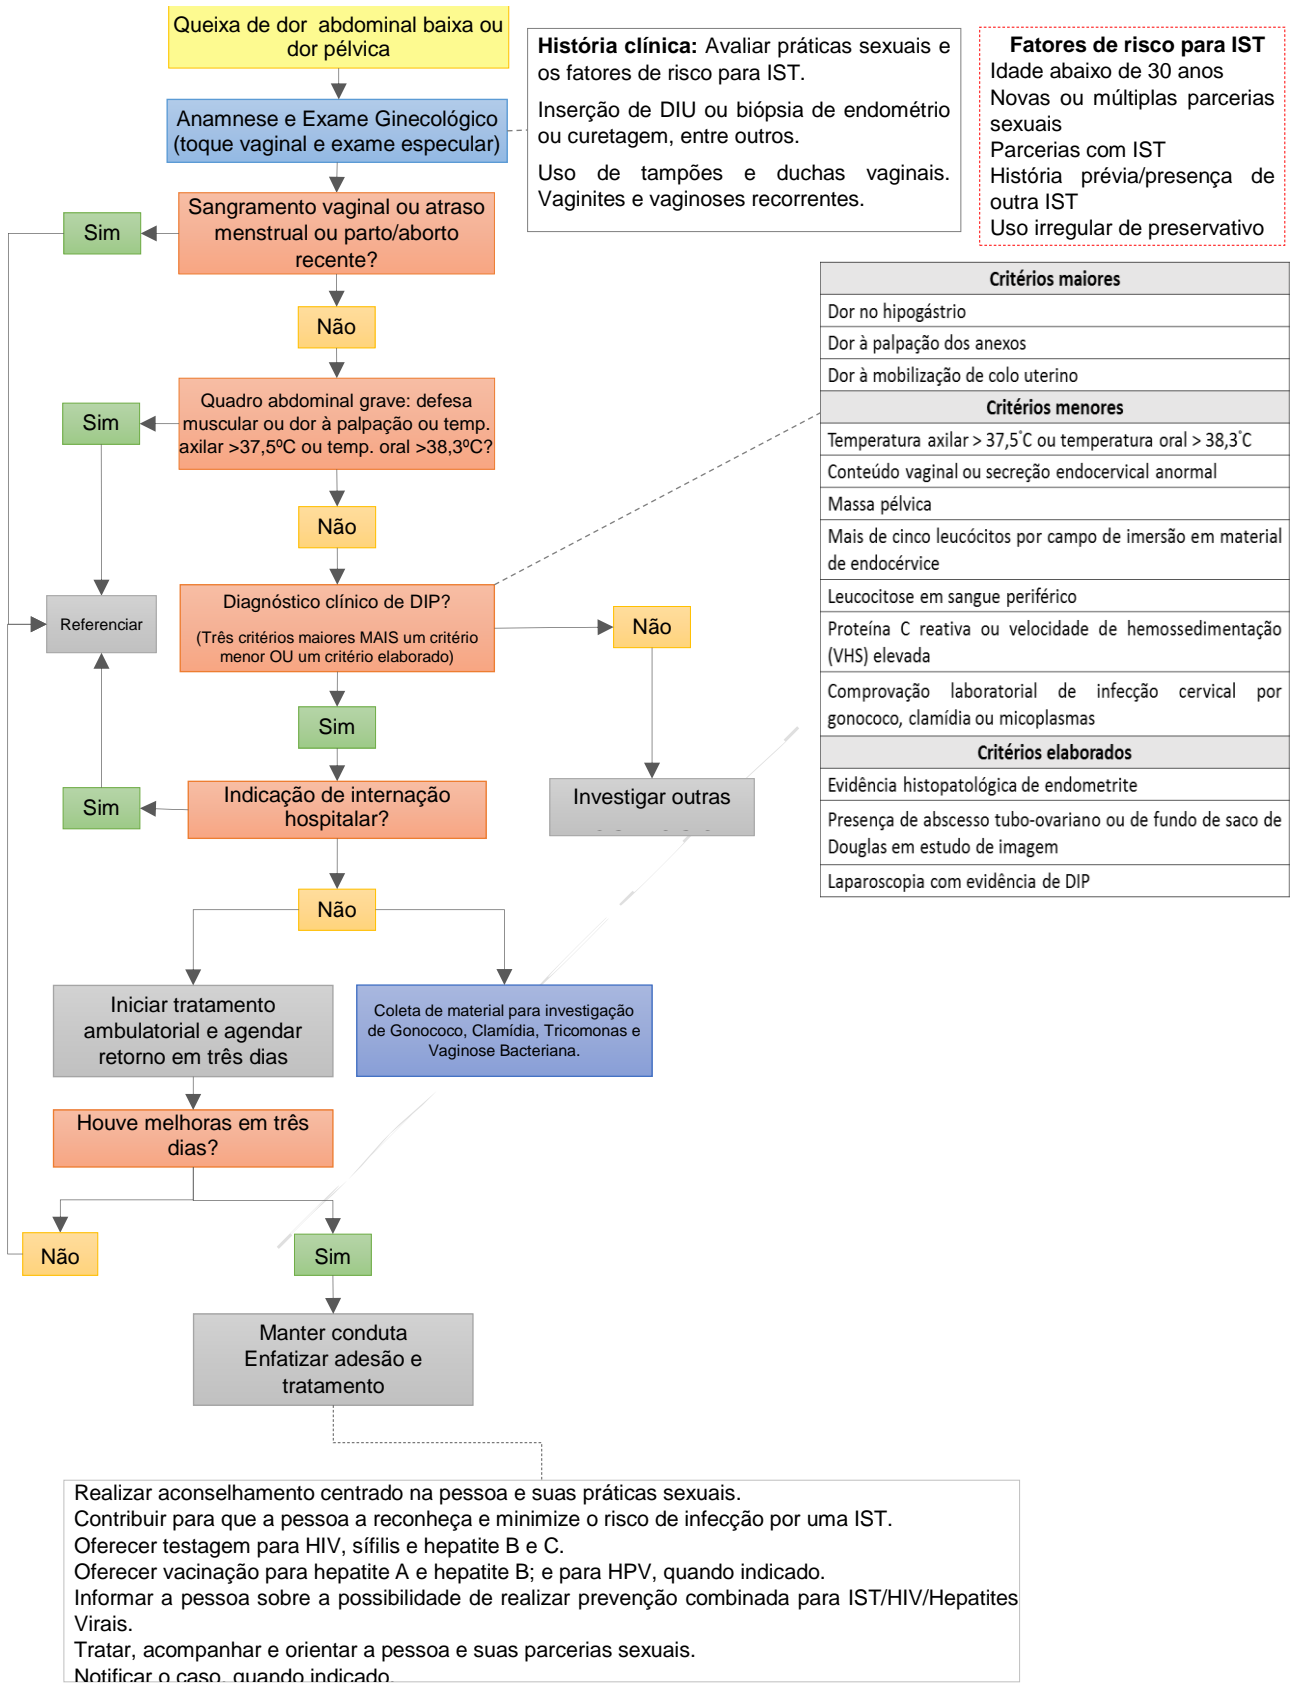 Queixa de dor abdominal baixa ou
dor pélvica
História clínica: Avaliar práticas sexuais e
os fatores de risco para IST.
Inserção de DIU ou biópsia de endométrio
ou curetagem, entre outros.
Uso de tampões e duchas vaginais.
Vaginites e vaginoses recorrentes.
Fatores de risco para IST
Idade abaixo de 30 anos
Novas ou múltiplas parcerias
sexuais
Parcerias com IST
História prévia/presença de
outra IST
Uso irregular de preservativo
Anamnese e Exame Ginecológico
(toque vaginal e exame especular)
Sangramento vaginal ou atraso
menstrual ou parto/aborto
recente?
Sim
Não
Quadro abdominal grave: defesa
muscular ou dor à palpação ou temp.
axilar >37,5ºC ou temp. oral >38,3ºC?
Sim
Não
Critérios maiores
Dor no hipogástrio
Dor à palpação dos anexos
Dor à mobilização de colo uterino
Critérios menores
Temperatura axilar > 37,5°C ou temperatura oral > 38,3°C
Conteúdo vaginal ou secreção endocervical anormal
Massa pélvica
Mais de cinco leucócitos por campo de imersão em material
de endocérvice
Leucocitose em sangue periférico
Proteína C reativa ou velocidade de hemossedimentação
(VHS) elevada
Comprovação laboratorial de infecção cervical por
gonococo, clamídia ou micoplasmas
Critérios elaborados
Evidência histopatológica de endometrite
Presença de abscesso tubo-ovariano ou de fundo de saco de
Douglas em estudo de imagem
Laparoscopia com evidência de DIP
Diagnóstico clínico de DIP?
(Três critérios maiores MAIS um critério
menor OU um critério elaborado)
Referenciar
Não
Sim
Investigar outras
Indicação de internação
hospitalar?
Sim
Não
Iniciar tratamento
ambulatorial e agendar
retorno em três dias
Coleta de material para investigação
de Gonococo, Clamídia, Tricomonas e
Vaginose Bacteriana.
Houve melhoras em três
dias?
Não
Sim
Manter conduta
Enfatizar adesão e
tratamento
Realizar aconselhamento centrado na pessoa e suas práticas sexuais.
Contribuir para que a pessoa a reconheça e minimize o risco de infecção por uma IST.
Oferecer testagem para HIV, sífilis e hepatite B e C.
Oferecer vacinação para hepatite A e hepatite B; e para HPV, quando indicado.
Informar a pessoa sobre a possibilidade de realizar prevenção combinada para IST/HIV/Hepatites
Virais.
Tratar, acompanhar e orientar a pessoa e suas parcerias sexuais.
Notificar o caso, quando indicado.